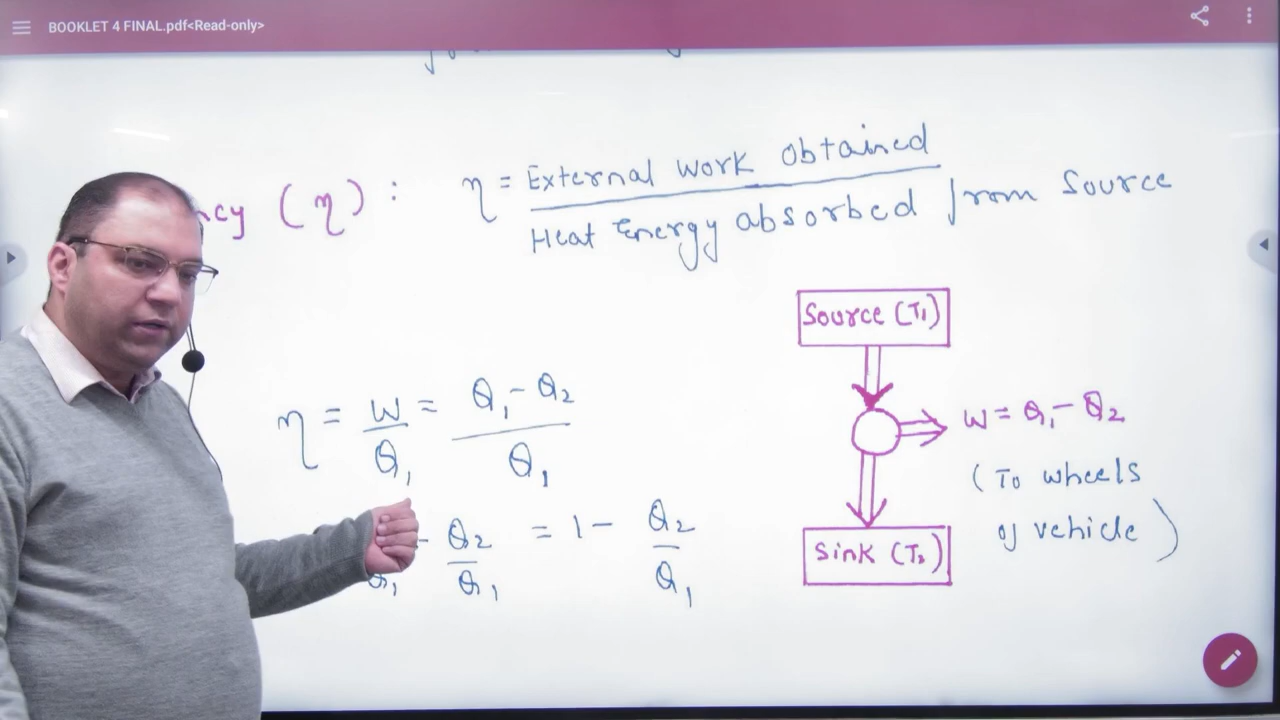 BOOKLET 4 FINAL.pdf<Read-only>
ncy (η) : η = External work obtained
Heat Energy absorbed from Source
Source (T₁)
η = W/Q₁ = Q₁ - Q₂/Q₁
W = Q₁ - Q₂
(To wheels
of vehicle)
- Q₂/Q₁ = 1 - Q₂/Q₁
Sink (T₂)